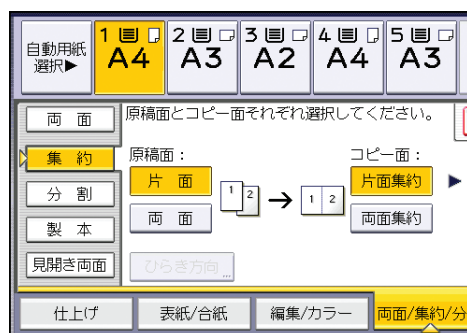 自動用紙
選択▶
1
A4
2
A3
3
A2
4
A4
5
A3
両 面
集 約
分 割
製 本
見開き両面
原稿面とコピー面それぞれ選択してください。
原稿面：
片 面
両 面
1 2 → 1 2
コピー面：
片面集約
両面集約
ひらき方向...
仕上げ
表紙/合紙
編集/カラー
両面/集約/分